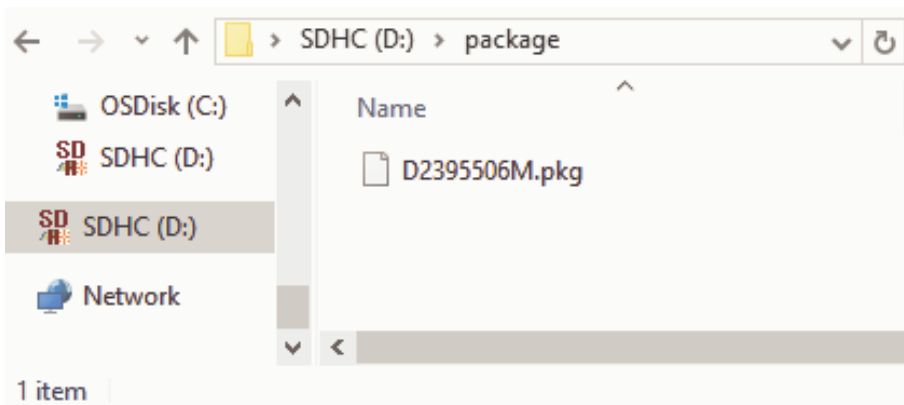 SDHC (D:) package
OSDisk (C:)
Name
SD SDHC (D:)
D2395506M.pkg
SD SDHC (D:)
Network
1 item